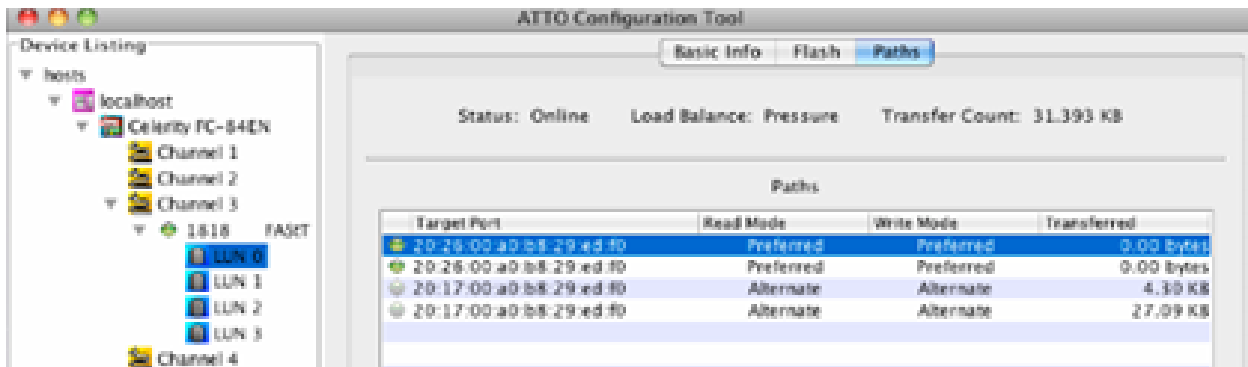 ATTO Configuration Tool
Device Listing
hosts
localhost
Celerity FC-84EN
Channel 1
Channel 2
Channel 3
1818 FAStT
LUN 0
LUN 1
LUN 2
LUN 3
Channel 4
Basic Info Flash Paths
Status: Online Load Balance: Pressure Transfer Count: 31.393 KB
Paths
Target Port Read Mode Write Mode Transferred
20:26:00:a0:b8:29:ed:f0 Preferred Preferred 0.00 bytes
20:26:00:a0:b8:29:ed:f0 Preferred Preferred 0.00 bytes
20:17:00:a0:b8:29:ed:f0 Alternate Alternate 4.30 KB
20:17:00:a0:b8:29:ed:f0 Alternate Alternate 27.09 KB